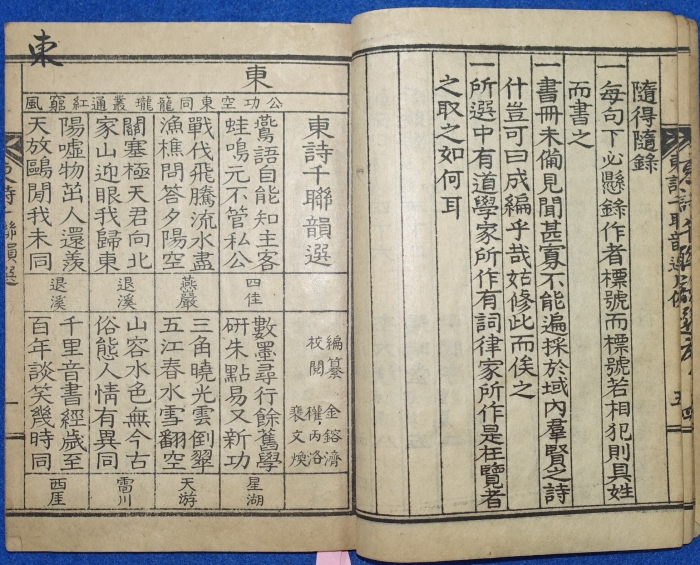 隨得隨錄
一每句下必懸錄作者標號而標號若相犯則具姓
而書之
一書冊未備見聞甚寡不能遍採於域內羣賢之詩
什豈可曰成編乎哉姑修此而俟之
一所選中有道學家所作有詞律家所作是在覽者
之取之如何耳
東
東
公功空東同龍瓏叢通紅窮風
東詩千聯韻選
編纂 金鎔濟
校閱 權丙洛
裵文煥
鶯語自能知主客
蛙鳴元不管私公
四佳
數墨尋行餘舊學
硏朱點易又新功
星湖
戰伐飛騰流水盡
漁樵問答夕陽空
燕巖
三角曉光雲倒翠
五江春水雪翻空
天游
關塞極天君向北
家山迎眼我歸東
退溪
山容水色無今古
俗態人情有異同
雷川
陽噓物茁人還羨
天放鷗閒我未同
退溪
千里音書經歲至
百年談笑幾時同
西厓